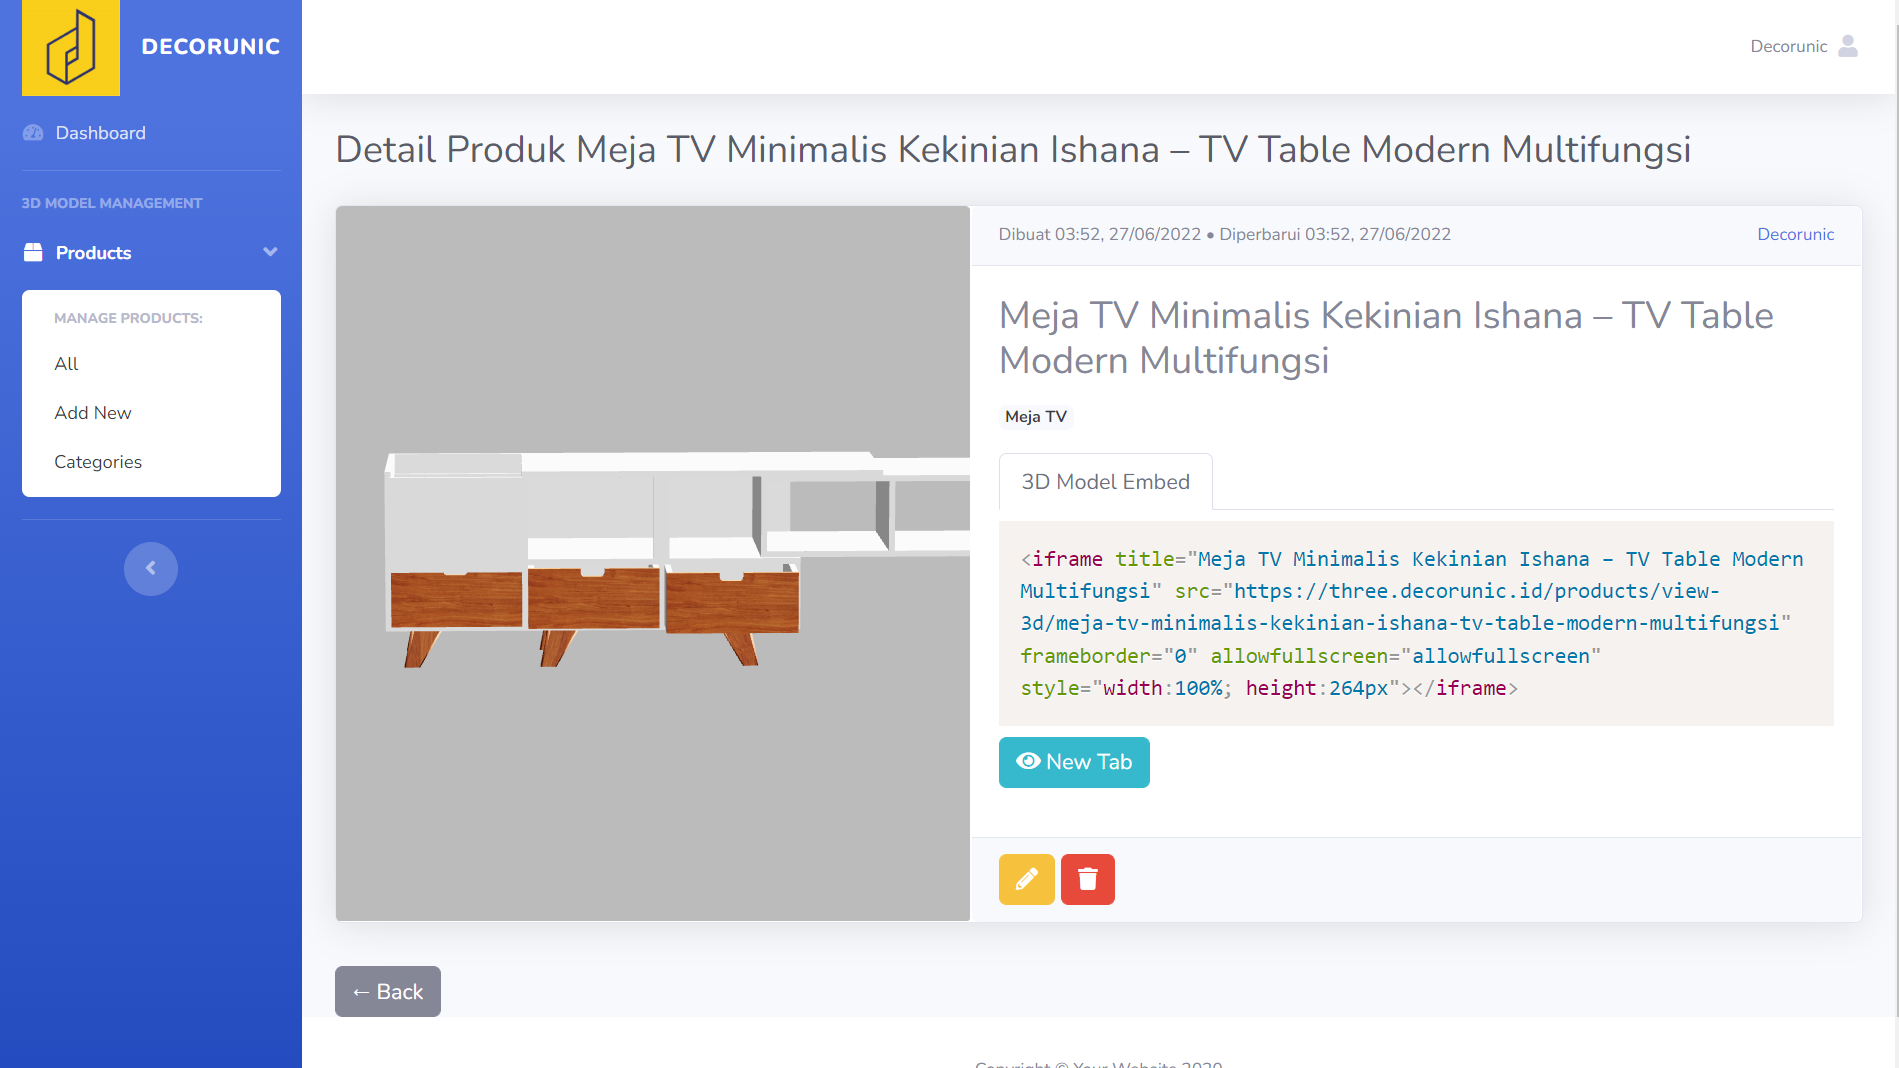 DECORUNIC
Dashboard
3D MODEL MANAGEMENT
Products
MANAGE PRODUCTS:
All
Add New
Categories
Decorunic
Detail Produk Meja TV Minimalis Kekinian Ishana – TV Table Modern Multifungsi
Dibuat 03:52, 27/06/2022 ● Diperbarui 03:52, 27/06/2022
Decorunic
Meja TV Minimalis Kekinian Ishana – TV Table
Modern Multifungsi
Meja TV
3D Model Embed
<iframe title="Meja TV Minimalis Kekinian Ishana – TV Table Modern
Multifungsi" src="https://three.decorunic.id/products/view-
3d/meja-tv-minimalis-kekinian-ishana-tv-table-modern-multifungsi"
frameborder="0" allowfullscreen="allowfullscreen"
style="width:100%; height:264px"></iframe>
New Tab
← Back
Copyright © Your Website 2020